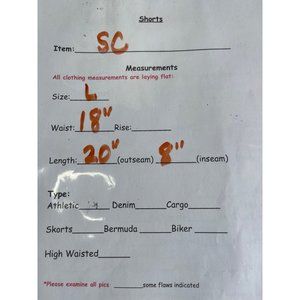 Shorts
Item: SC
Measurements
All clothing measurements are laying flat:
Size: L
Waist: 18" Rise:
Length: 20" (outseam) 8" (inseam)
Type:
Athletic Denim Cargo
Skorts Bermuda Biker
High Waisted
*Please examine all pics some flaws indicated